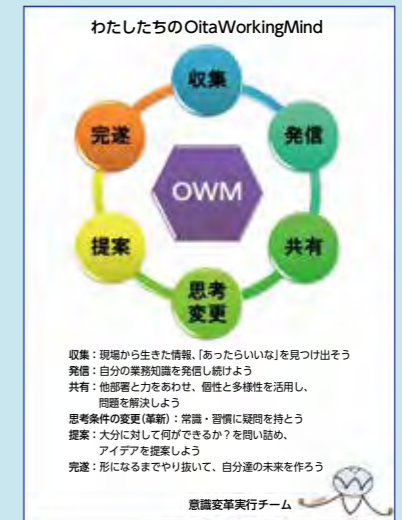 わたしたちのOitaWorkingMind
収集
発信
共有
思考
変更
提案
完遂
OWM
収集：現場から生きた情報、「あったらいいな」を見つけ出そう
発信：自分の業務知識を発信し続けよう
共有：他部署と力をあわせ、個性と多様性を活用し、
問題を解決しよう
思考条件の変更(革新)：常識・習慣に疑問を持とう
提案：大分に対して何ができるか？を問い詰め、
アイデアを提案しよう
完遂：形になるまでやり抜いて、自分達の未来を作ろう
意識変革実行チーム